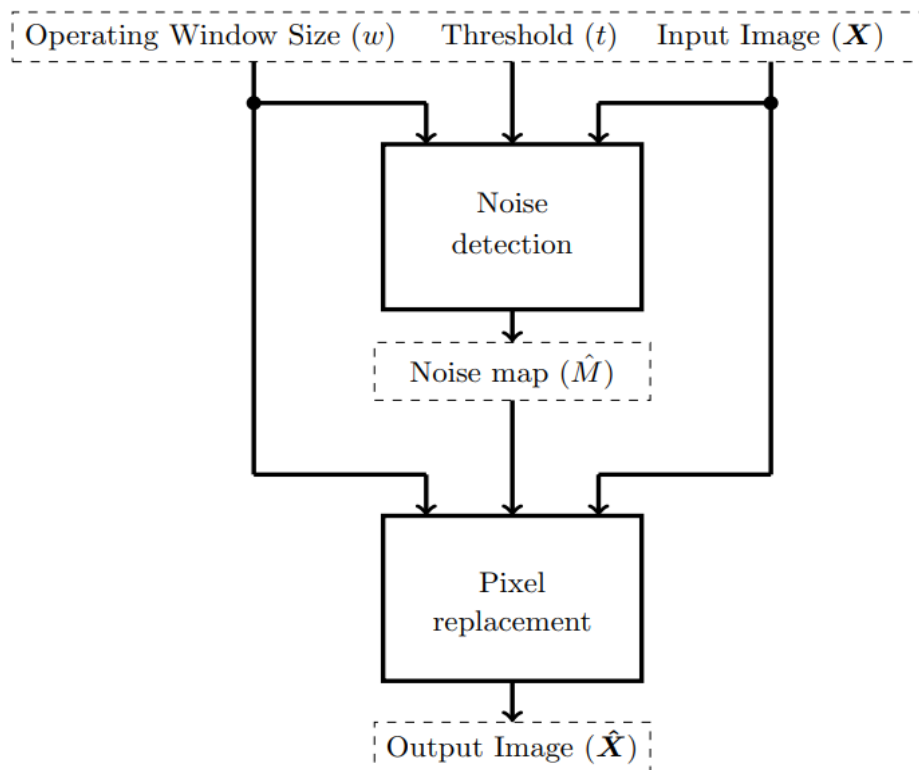 Operating Window Size (w) Threshold (t) Input Image (X)
Noise
detection
Noise map (M̂)
Pixel
replacement
Output Image (X̂)